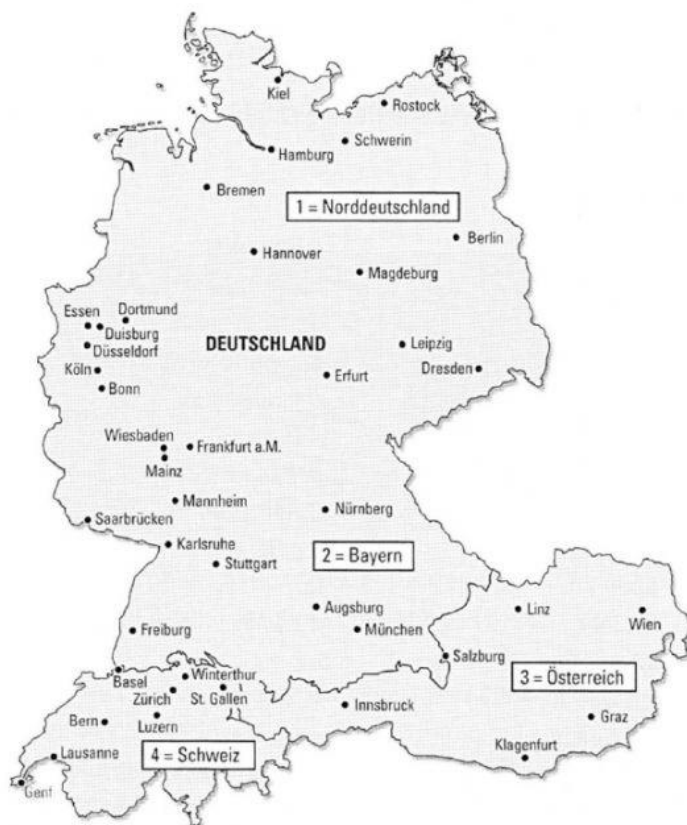 Kiel
Rostock
Schwerin
Hamburg
Bremen
1 = Norddeutschland
Berlin
Hannover
Magdeburg
Essen
Dortmund
Duisburg
Düsseldorf
DEUTSCHLAND
Leipzig
Köln
Erfurt
Dresden
Bonn
Wiesbaden
Frankfurt a.M.
Mainz
Mannheim
Nürnberg
Saarbrücken
Karlsruhe
2 = Bayern
Stuttgart
Augsburg
Linz
Wien
Freiburg
München
Salzburg
Basel
Winterthur
Zürich
St. Gallen
3 = Österreich
Innsbruck
Bern
Luzern
Graz
4 = Schweiz
Lausanne
Klagenfurt
Genf